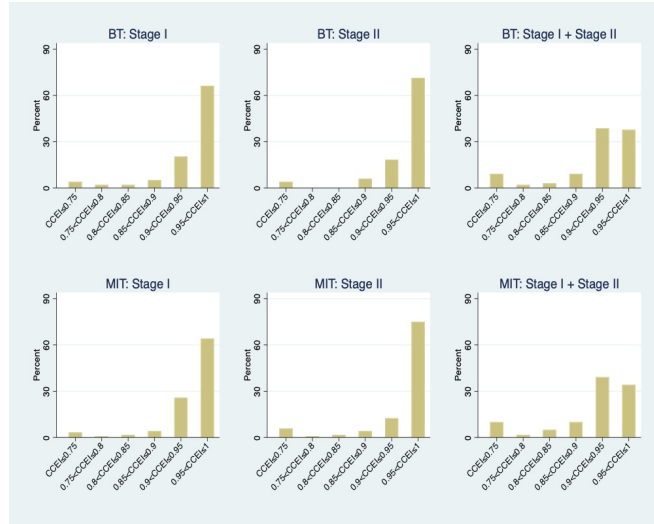 BT: Stage I
Percent
90
60
30
0
CCEI≤0.75
0.75<CCEI≤0.8
0.8<CCEI≤0.85
0.85<CCEI≤0.9
0.9<CCEI≤0.95
0.95<CCEI≤1
BT: Stage II
Percent
90
60
30
0
CCEI≤0.75
0.75<CCEI≤0.8
0.8<CCEI≤0.85
0.85<CCEI≤0.9
0.9<CCEI≤0.95
0.95<CCEI≤1
BT: Stage I + Stage II
Percent
90
60
30
0
CCEI≤0.75
0.75<CCEI≤0.8
0.8<CCEI≤0.85
0.85<CCEI≤0.9
0.9<CCEI≤0.95
0.95<CCEI≤1
MIT: Stage I
Percent
90
60
30
0
CCEI≤0.75
0.75<CCEI≤0.8
0.8<CCEI≤0.85
0.85<CCEI≤0.9
0.9<CCEI≤0.95
0.95<CCEI≤1
MIT: Stage II
Percent
90
60
30
0
CCEI≤0.75
0.75<CCEI≤0.8
0.8<CCEI≤0.85
0.85<CCEI≤0.9
0.9<CCEI≤0.95
0.95<CCEI≤1
MIT: Stage I + Stage II
Percent
90
60
30
0
CCEI≤0.75
0.75<CCEI≤0.8
0.8<CCEI≤0.85
0.85<CCEI≤0.9
0.9<CCEI≤0.95
0.95<CCEI≤1